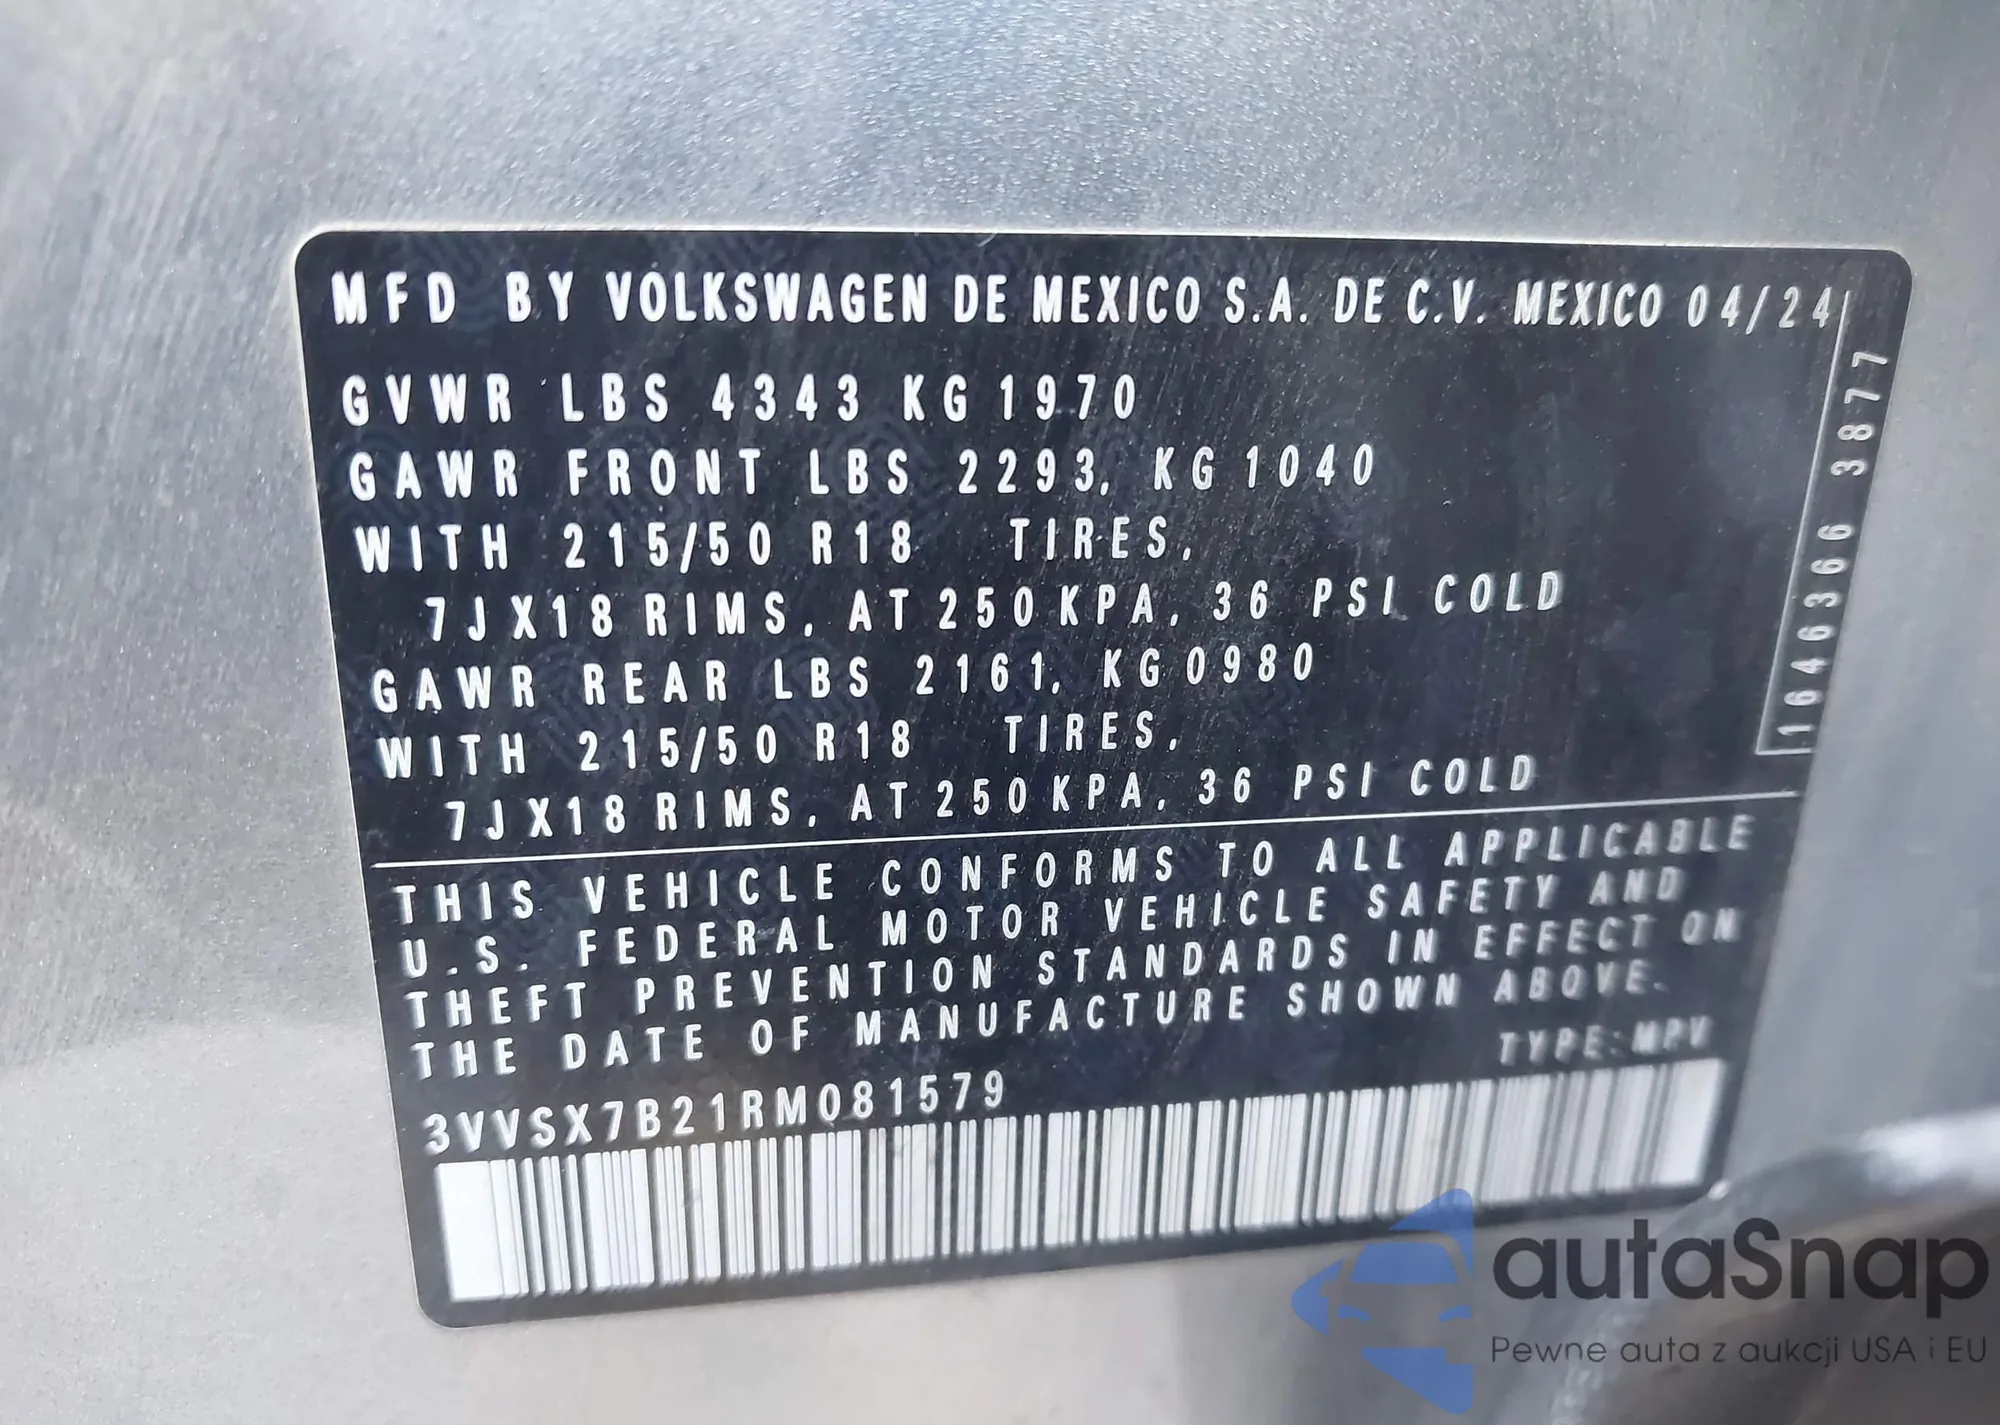 MFD BY VOLKSWAGEN DE MEXICO S.A. DE C.V. MEXICO 04/24
GVWR LBS 4343 KG 1970
GAWR FRONT LBS 2293, KG 1040
WITH 215/50 R18 TIRES,
7JX18 RIMS, AT 250 KPA, 36 PSI COLD
GAWR REAR LBS 2161, KG 0980
WITH 215/50 R18 TIRES,
7JX18 RIMS, AT 250 KPA, 36 PSI COLD
1646366 3877
THIS VEHICLE CONFORMS TO ALL APPLICABLE
U.S. FEDERAL MOTOR VEHICLE SAFETY AND
THEFT PREVENTION STANDARDS IN EFFECT ON
THE DATE OF MANUFACTURE SHOWN ABOVE.
TYPE: MPV
3VVSX7B21RM081579
autaSnap
Pewne auta z aukcji USA i EU